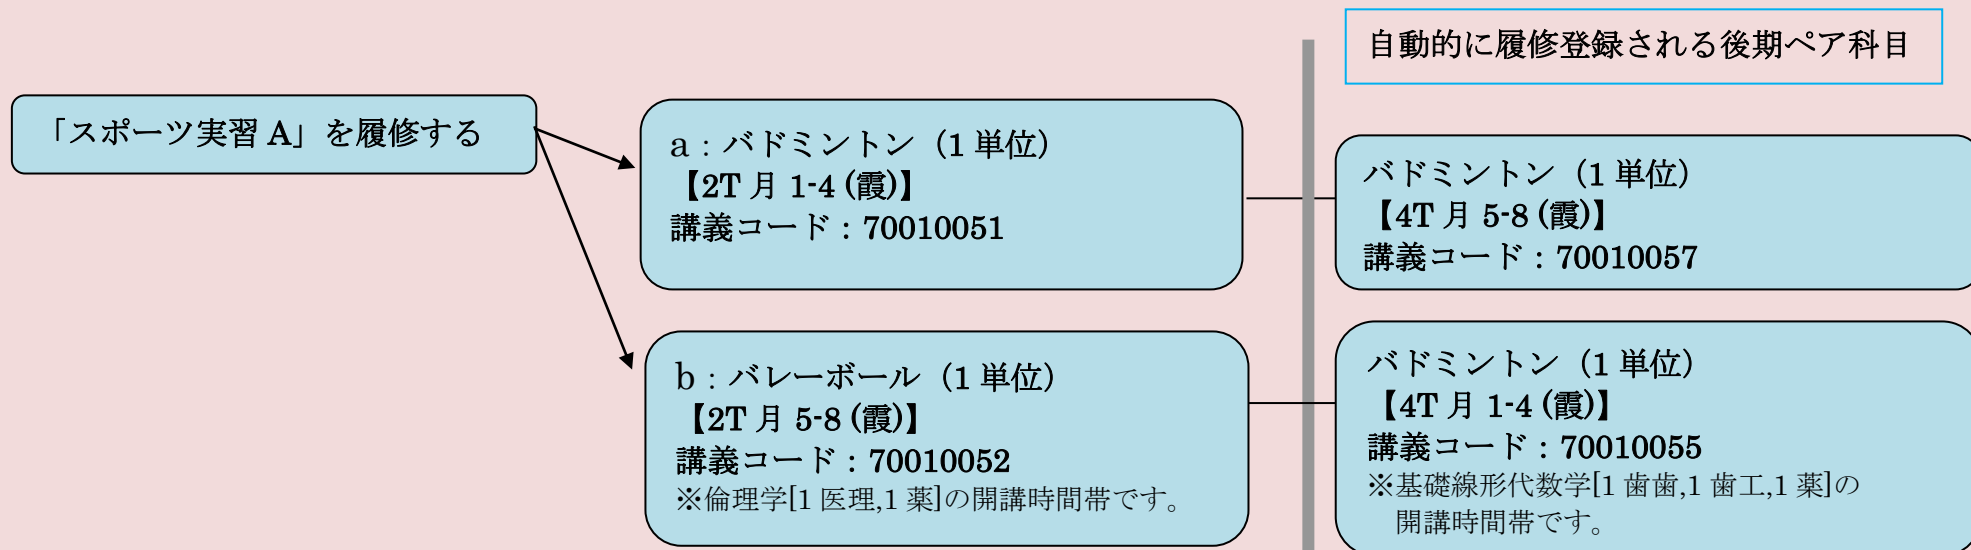 自動的に履修登録される後期ペア科目
「スポーツ実習 A」を履修する
a：バドミントン（1 単位）
【2T 月 1-4 (霞)】
講義コード：70010051
バドミントン（1 単位）
【4T 月 5-8 (霞)】
講義コード：70010057
b：バレーボール（1 単位）
【2T 月 5-8 (霞)】
講義コード：70010052
※倫理学[1 医理,1 薬]の開講時間帯です。
バドミントン（1 単位）
【4T 月 1-4 (霞)】
講義コード：70010055
※基礎線形代数学[1 歯歯,1 歯工,1 薬]の
開講時間帯です。